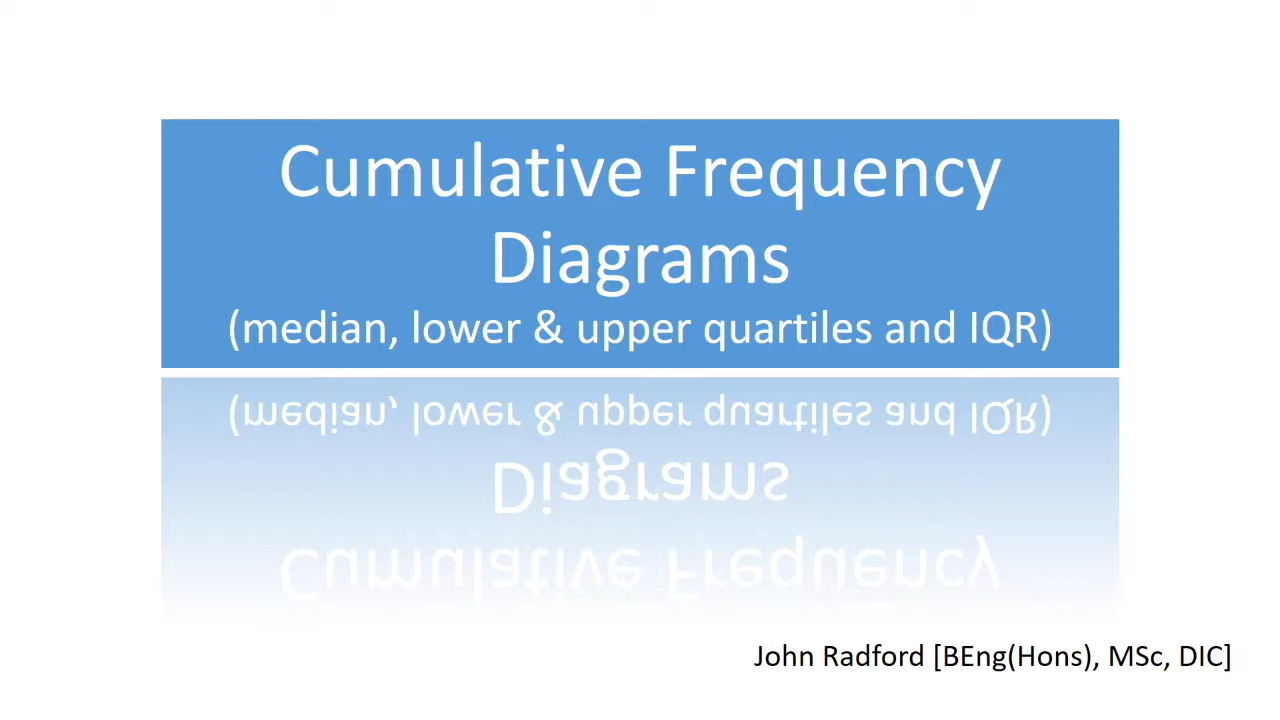 Cumulative Frequency
Diagrams
(median, lower & upper quartiles and IQR)
John Radford [BEng(Hons), MSc, DIC]